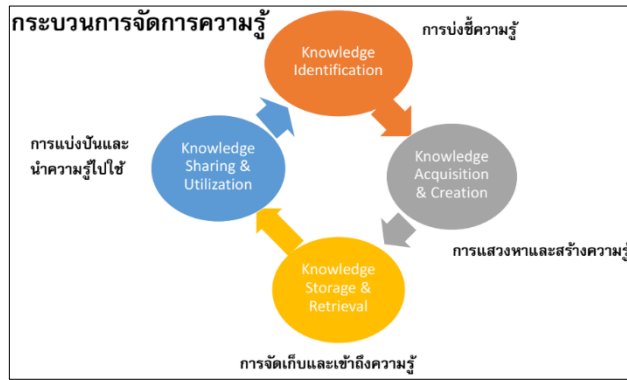 กระบวนการจัดการความรู้
Knowledge
Identification
การบ่งชี้ความรู้
Knowledge
Acquisition
& Creation
การแสวงหาและสร้างความรู้
Knowledge
Storage &
Retrieval
การจัดเก็บและเข้าถึงความรู้
Knowledge
Sharing &
Utilization
การแบ่งปันและ
นำความรู้ไปใช้